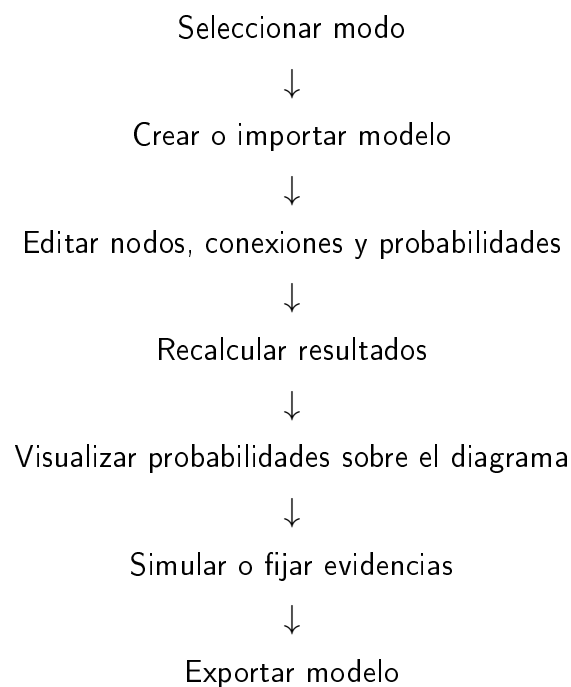 Seleccionar modo
↓
Crear o importar modelo
↓
Editar nodos, conexiones y probabilidades
↓
Recalcular resultados
↓
Visualizar probabilidades sobre el diagrama
↓
Simular o fijar evidencias
↓
Exportar modelo